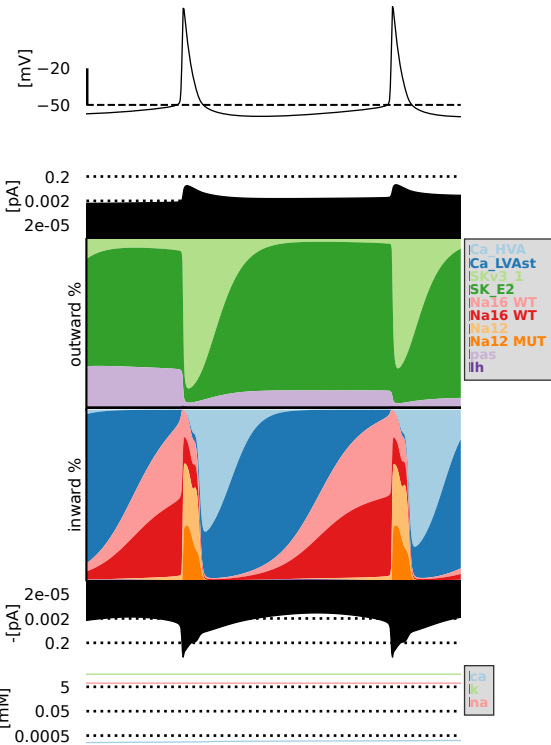 [mV]
−20
−50
[pA]
0.2
0.002
2e-05
outward %
Ca_HVA
Ca_LVAst
SKv3_1
SK_E2
Na16 WT
Na16 WT
Na12
Na12 MUT
pas
Ih
inward %
-[pA]
2e-05
0.002
0.2
[mM]
5
0.05
0.0005
ca
k
na